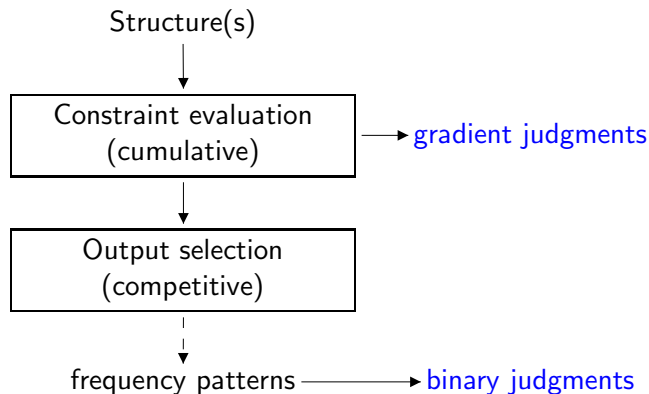 Structure(s)
Constraint evaluation
(cumulative)
gradient judgments
Output selection
(competitive)
frequency patterns
binary judgments